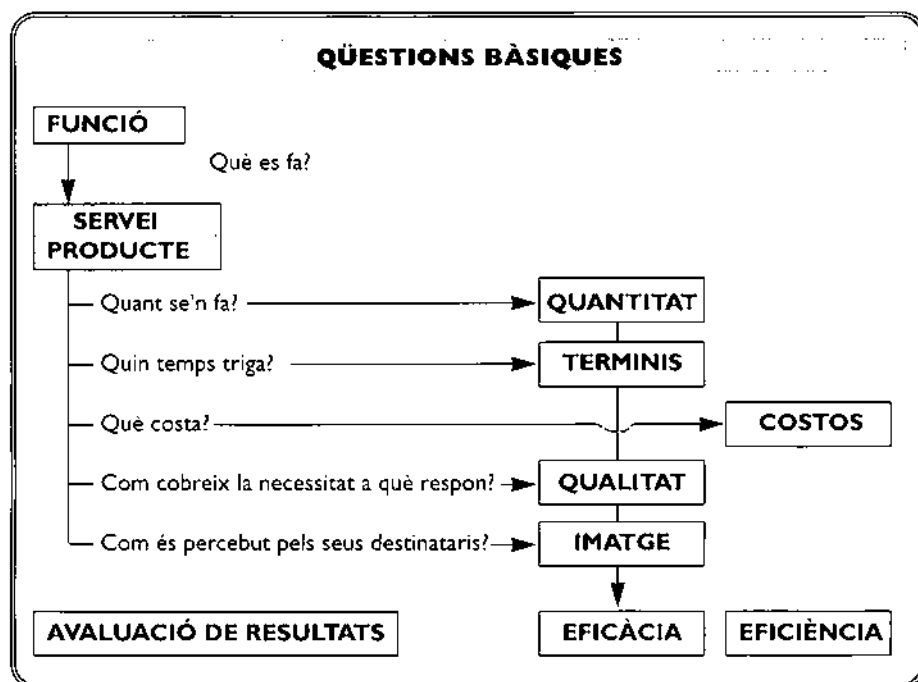 QÜESTIONS BÀSIQUES
FUNCIÓ
Què es fa?
SERVEI
PRODUCTE
Quant se'n fa?
QUANTITAT
Quin temps triga?
TERMINIS
Què costa?
COSTOS
Com cobreix la necessitat a què respon?
QUALITAT
Com és percebut pels seus destinataris?
IMATGE
AVALUACIÓ DE RESULTATS
EFICÀCIA
EFICIÈNCIA